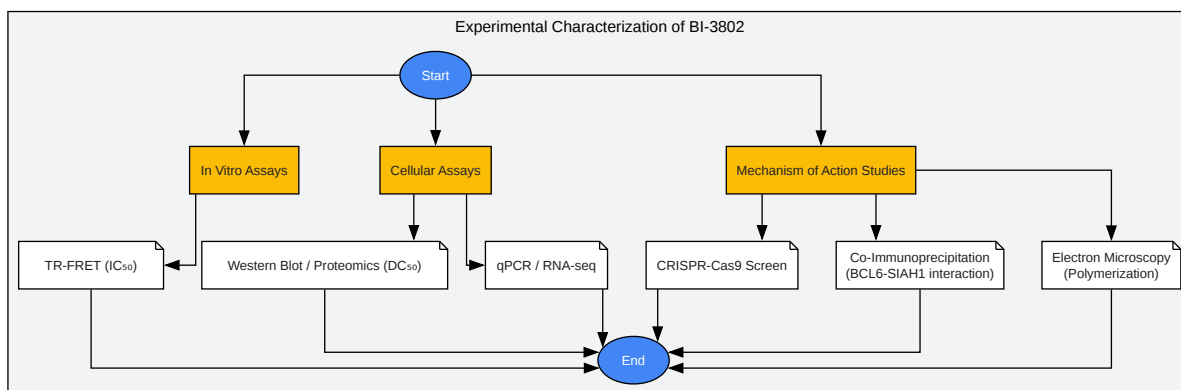 Experimental Characterization of BI-3802
Start
In Vitro Assays
Cellular Assays
Mechanism of Action Studies
TR-FRET (IC₅₀)
Western Blot / Proteomics (DC₅₀)
qPCR / RNA-seq
CRISPR-Cas9 Screen
Co-Immunoprecipitation
(BCL6-SIAH1 interaction)
Electron Microscopy
(Polymerization)
End